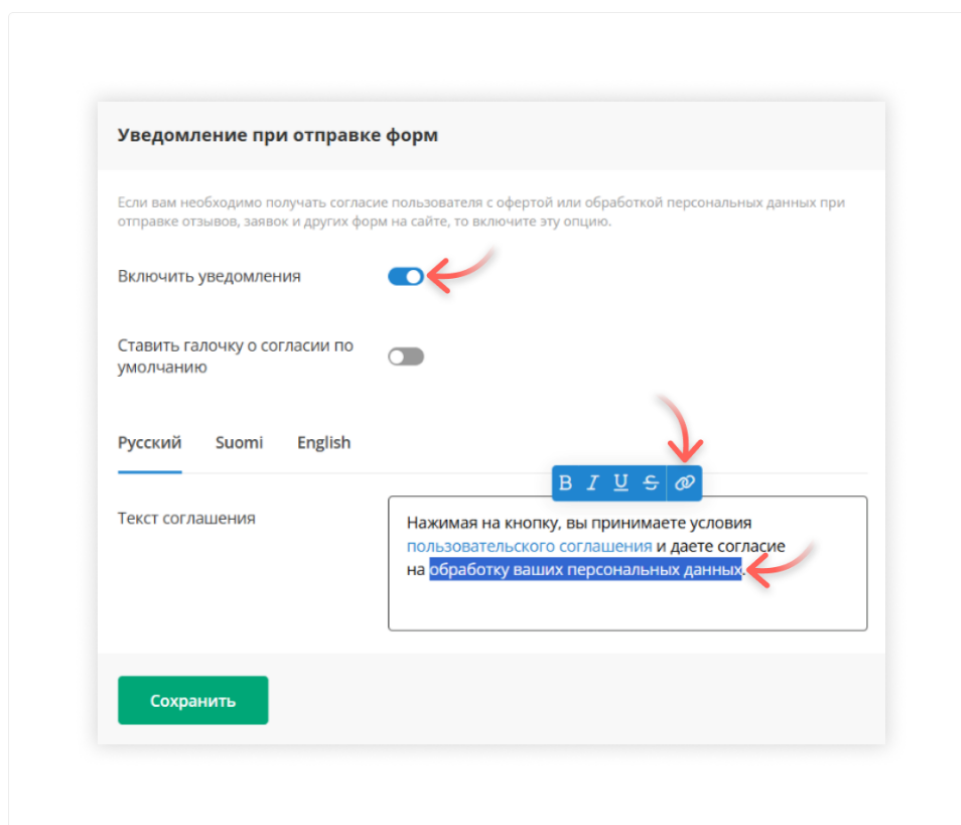 Уведомление при отправке форм
Если вам необходимо получать согласие пользователя с офертой или обработкой персональных данных при
отправке отзывов, заявок и других форм на сайте, то включите эту опцию.
Включить уведомления
Ставить галочку о согласии по
умолчанию
Русский Suomi English
B I U S
Текст соглашения
Нажимая на кнопку, вы принимаете условия
пользовательского соглашения и даете согласие
на обработку ваших персональных данных.
Сохранить